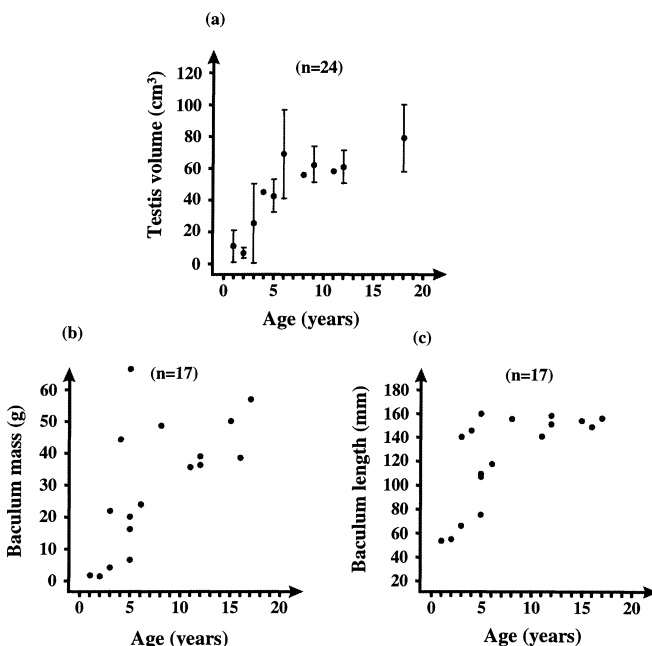 (a)
(n=24)
Testis volume (cm³)
120
100
80
60
40
20
0
0 5 10 15 20
Age (years)
(b)
(n=17)
Baculum mass (g)
60
50
40
30
20
10
0
0 5 10 15 20
Age (years)
(c)
(n=17)
Baculum length (mm)
180
160
140
120
100
80
60
40
20
0 5 10 15 20
Age (years)